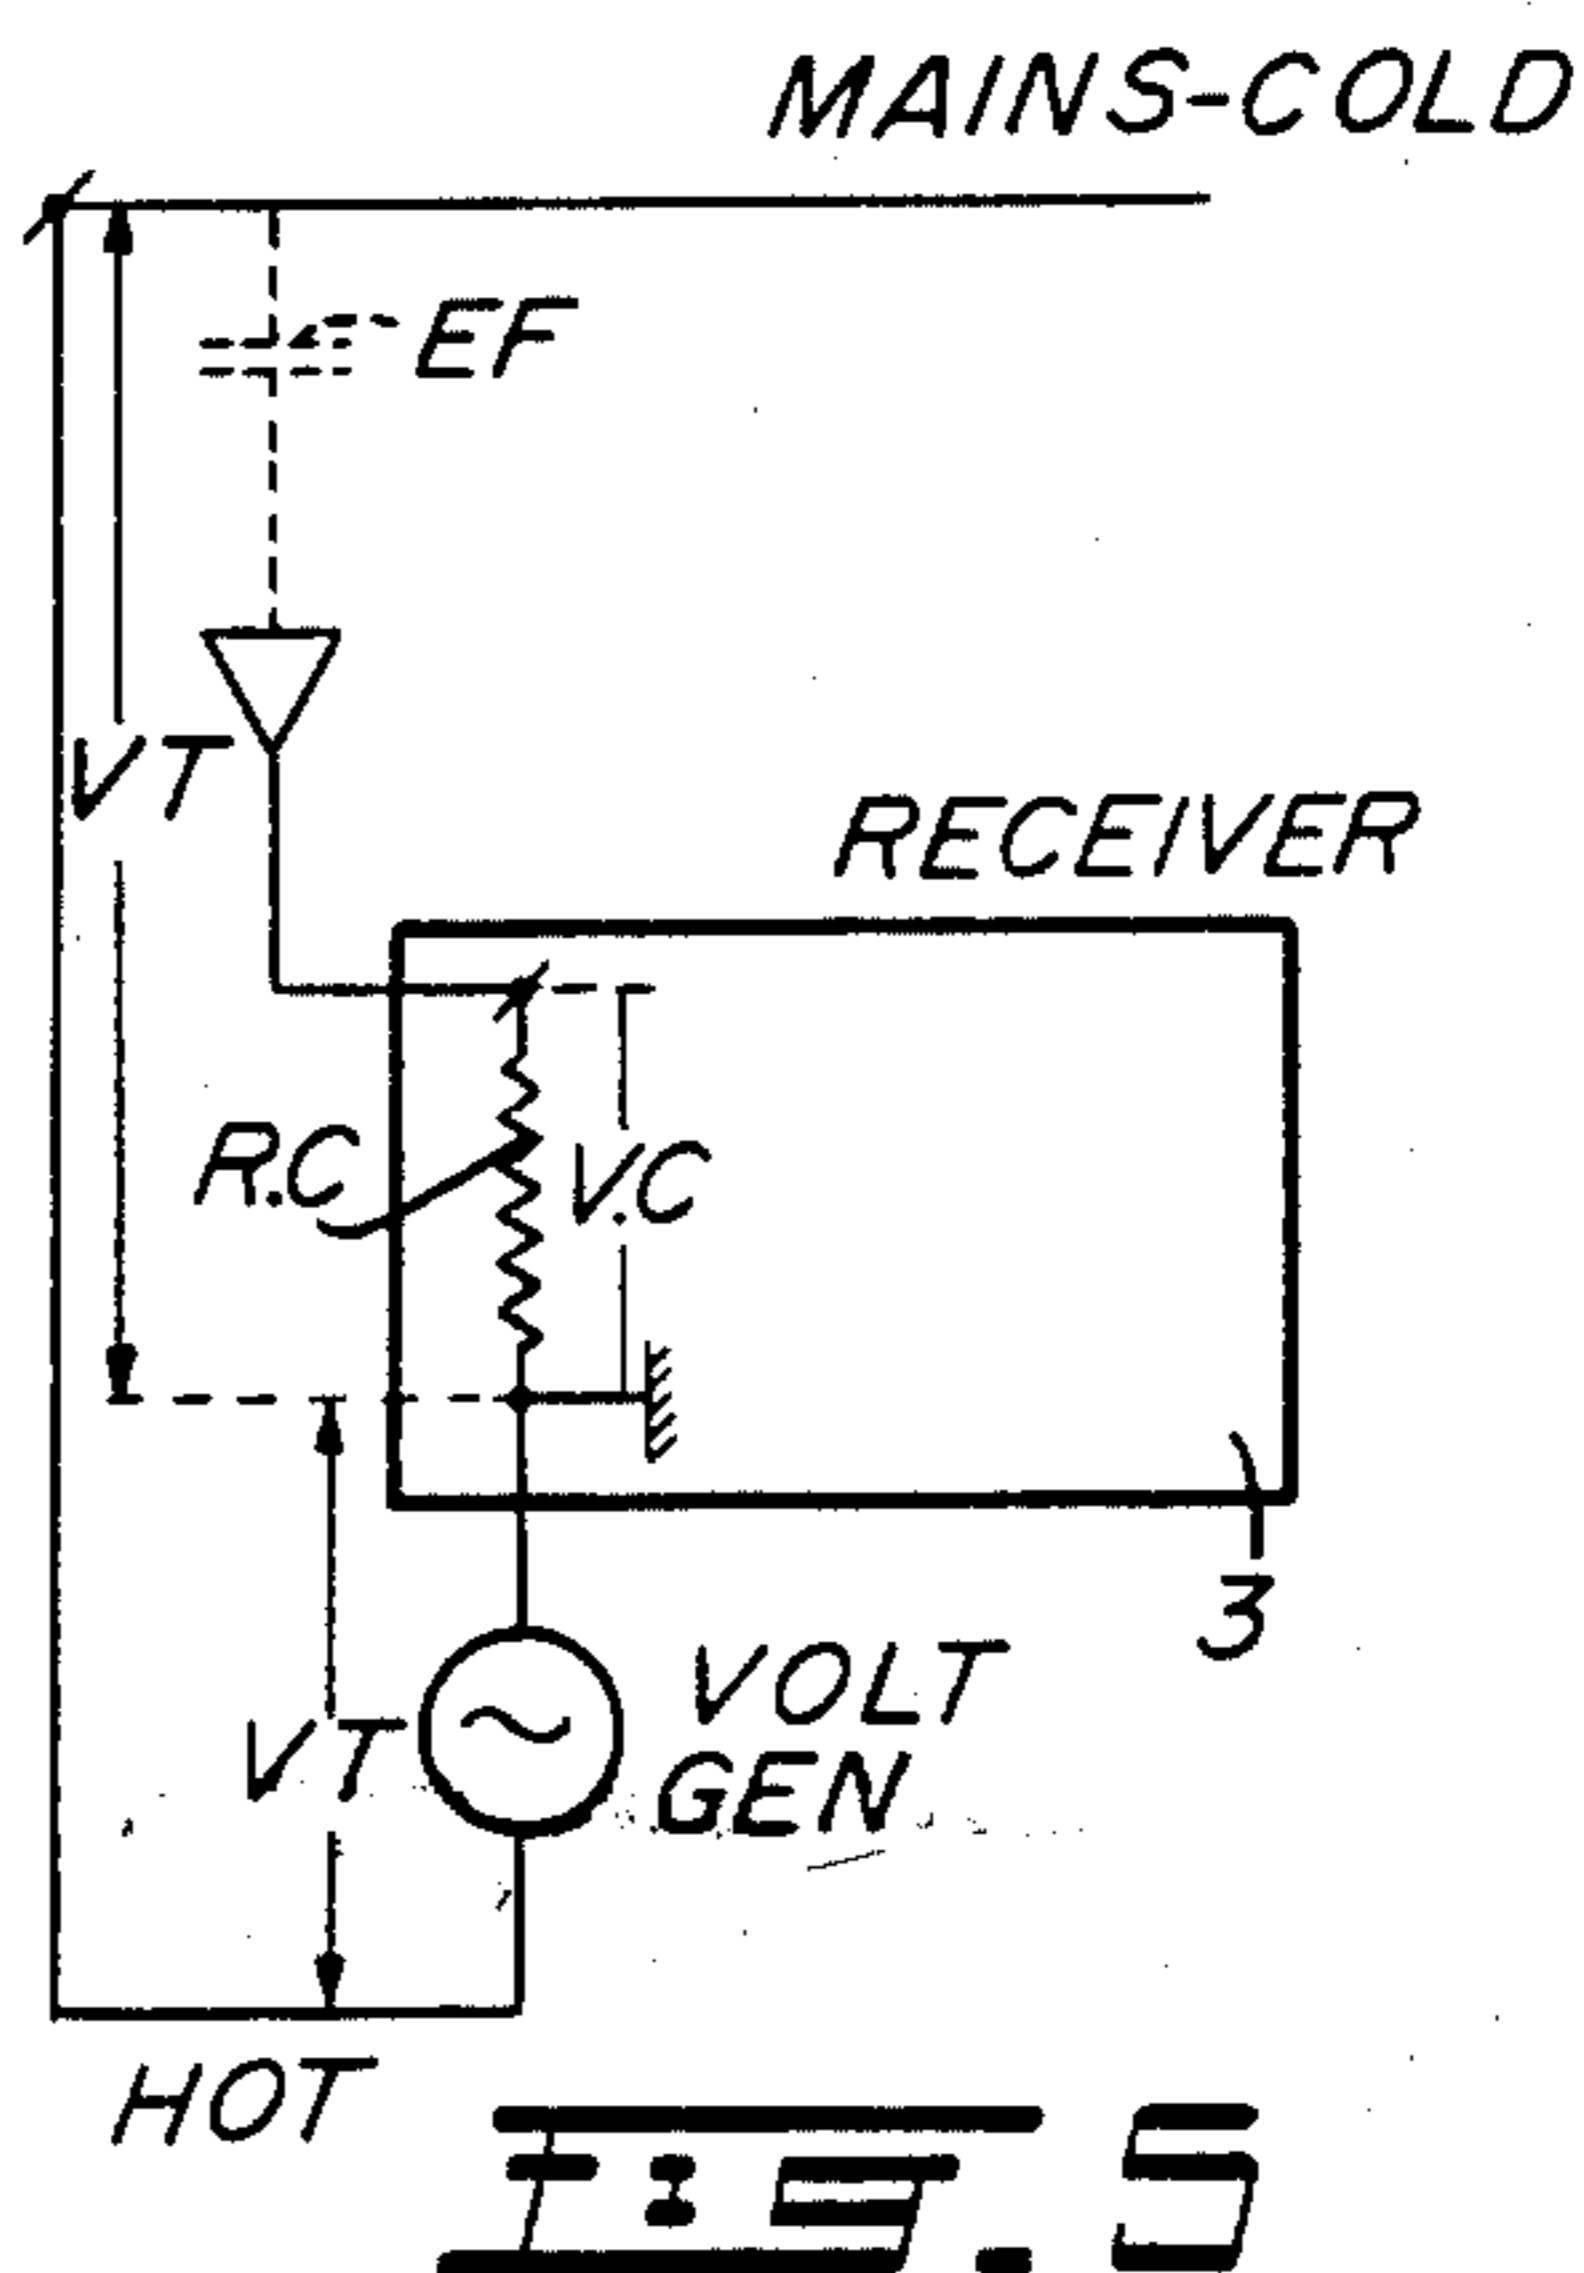 MAINS-COLD
EF
VT
RECEIVER
R.C
V.C
3
VOLT
GEN
VT
HOT
Fig. 5